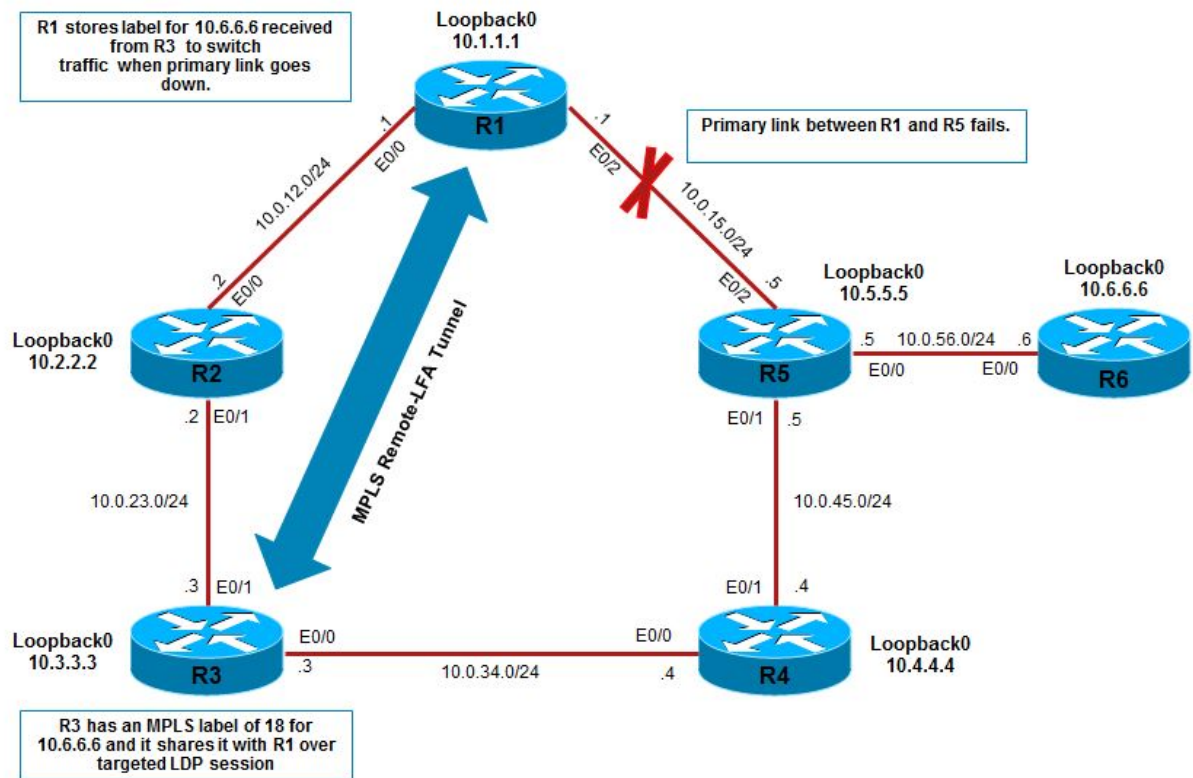 R1 stores label for 10.6.6.6 received
from R3 to switch
traffic when primary link goes
down.
Loopback0
10.1.1.1
R1
.1
E0/0
.1
E0/2
Primary link between R1 and R5 fails.
10.0.12.0/24
10.0.15.0/24
.2
E0/0
.5
E0/2
Loopback0
10.2.2.2
R2
Loopback0
10.5.5.5
R5
Loopback0
10.6.6.6
R6
.5
10.0.56.0/24
.6
E0/0
E0/0
.2
E0/1
E0/1
.5
MPLS Remote-LFA Tunnel
10.0.23.0/24
10.0.45.0/24
.3
E0/1
E0/1
.4
Loopback0
10.3.3.3
R3
E0/0
.3
10.0.34.0/24
E0/0
.4
R4
Loopback0
10.4.4.4
R3 has an MPLS label of 18 for
10.6.6.6 and it shares it with R1 over
targeted LDP session